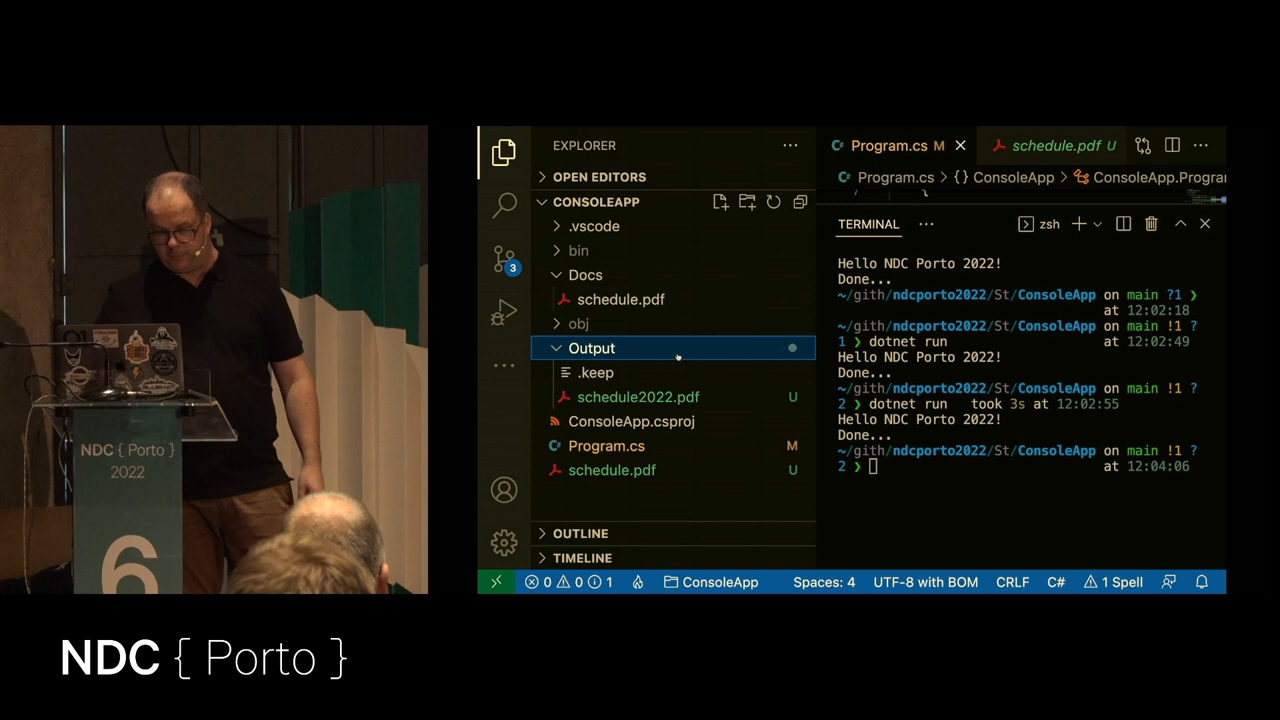 NDC { Porto }
2022
6
EXPLORER
OPEN EDITORS
CONSOLEAPP
.vscode
bin
Docs
schedule.pdf
obj
Output
.keep
schedule2022.pdf U
ConsoleApp.csproj
Program.cs M
schedule.pdf U
OUTLINE
TIMELINE
3
Program.cs M
schedule.pdf U
Program.cs > {} ConsoleApp > ConsoleApp.Program
TERMINAL
zsh
Hello NDC Porto 2022!
Done...
~/gith/ndcporto2022/St/ConsoleApp on main ?1 ❯
at 12:02:18
~/gith/ndcporto2022/St/ConsoleApp on main !1 ?
1 ❯ dotnet run at 12:02:49
Hello NDC Porto 2022!
Done...
~/gith/ndcporto2022/St/ConsoleApp on main !1 ?
2 ❯ dotnet run took 3s at 12:02:55
Hello NDC Porto 2022!
Done...
~/gith/ndcporto2022/St/ConsoleApp on main !1 ?
2 ❯ at 12:04:06
0 0 1 ConsoleApp Spaces: 4 UTF-8 with BOM CRLF C# 1 Spell
NDC { Porto }